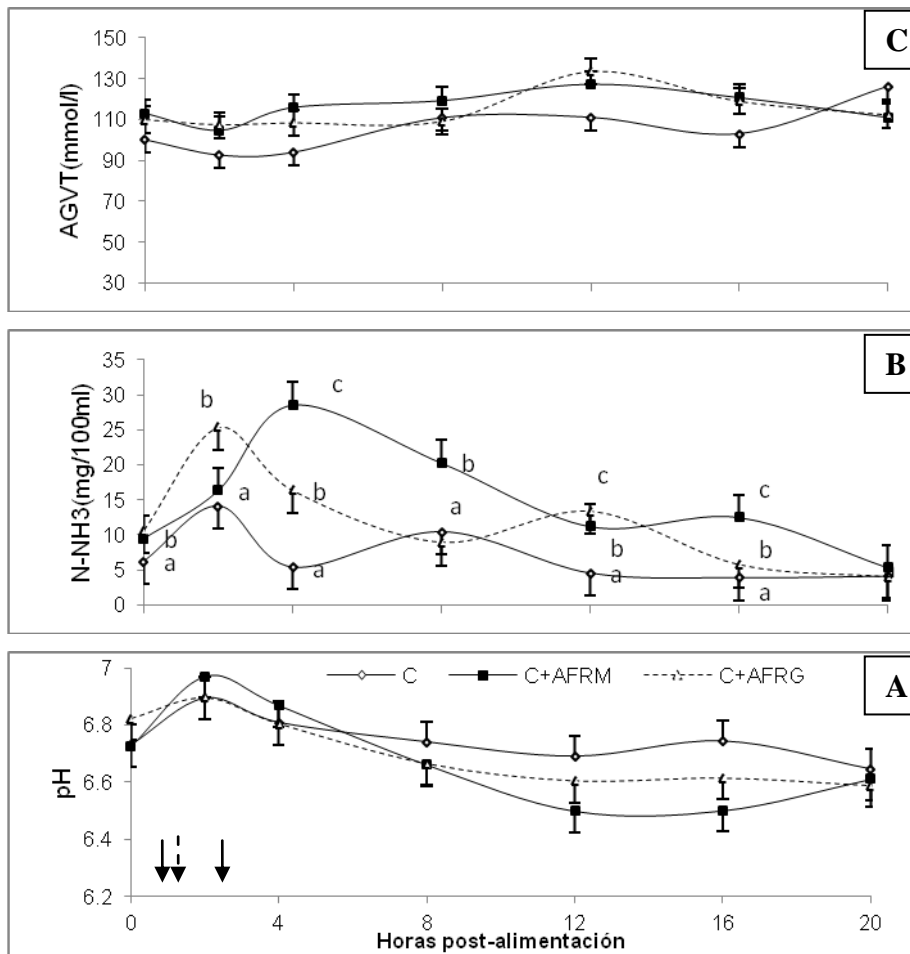 C
150
130
110
90
70
50
30
AGVT(mmol/l)
B
35
30
25
20
15
10
5
0
N-NH3(mg/100ml)
b
c
a
b
b
a
c
b
a
a
b
a
c
b
a
A
7
6.8
6.6
6.4
6.2
pH
C C+AFRM C+AFRG
0 4 8 12 16 20
Horas post-alimentación